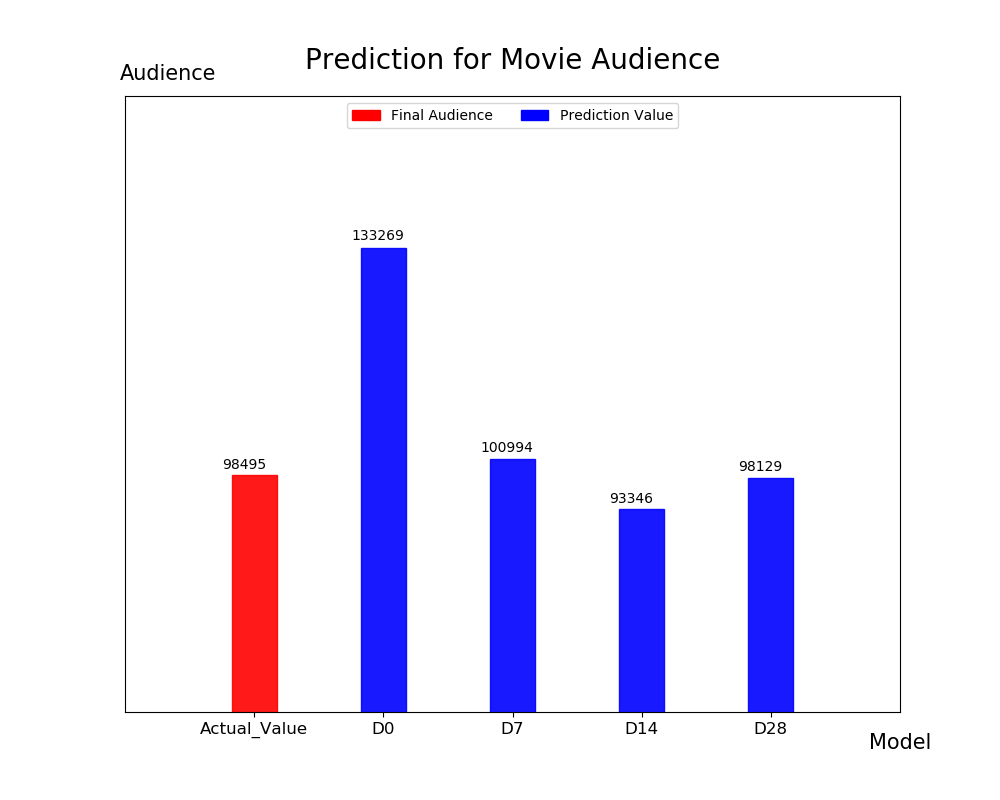 Prediction for Movie Audience
Audience
Final Audience Prediction Value
133269
100994
98495
98129
93346
Actual_Value D0 D7 D14 D28
Model